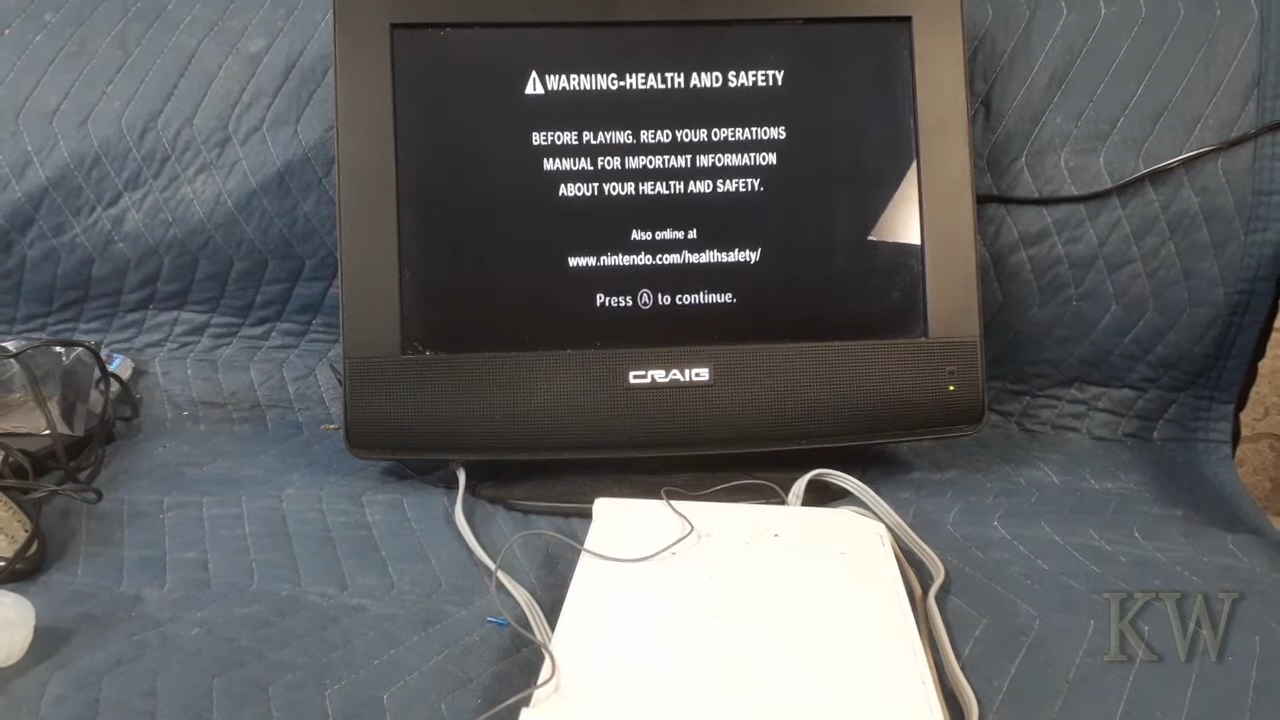 WARNING-HEALTH AND SAFETY
BEFORE PLAYING, READ YOUR OPERATIONS
MANUAL FOR IMPORTANT INFORMATION
ABOUT YOUR HEALTH AND SAFETY.
Also online at
www.nintendo.com/healthsafety/
Press A to continue.
CRAIG
KW